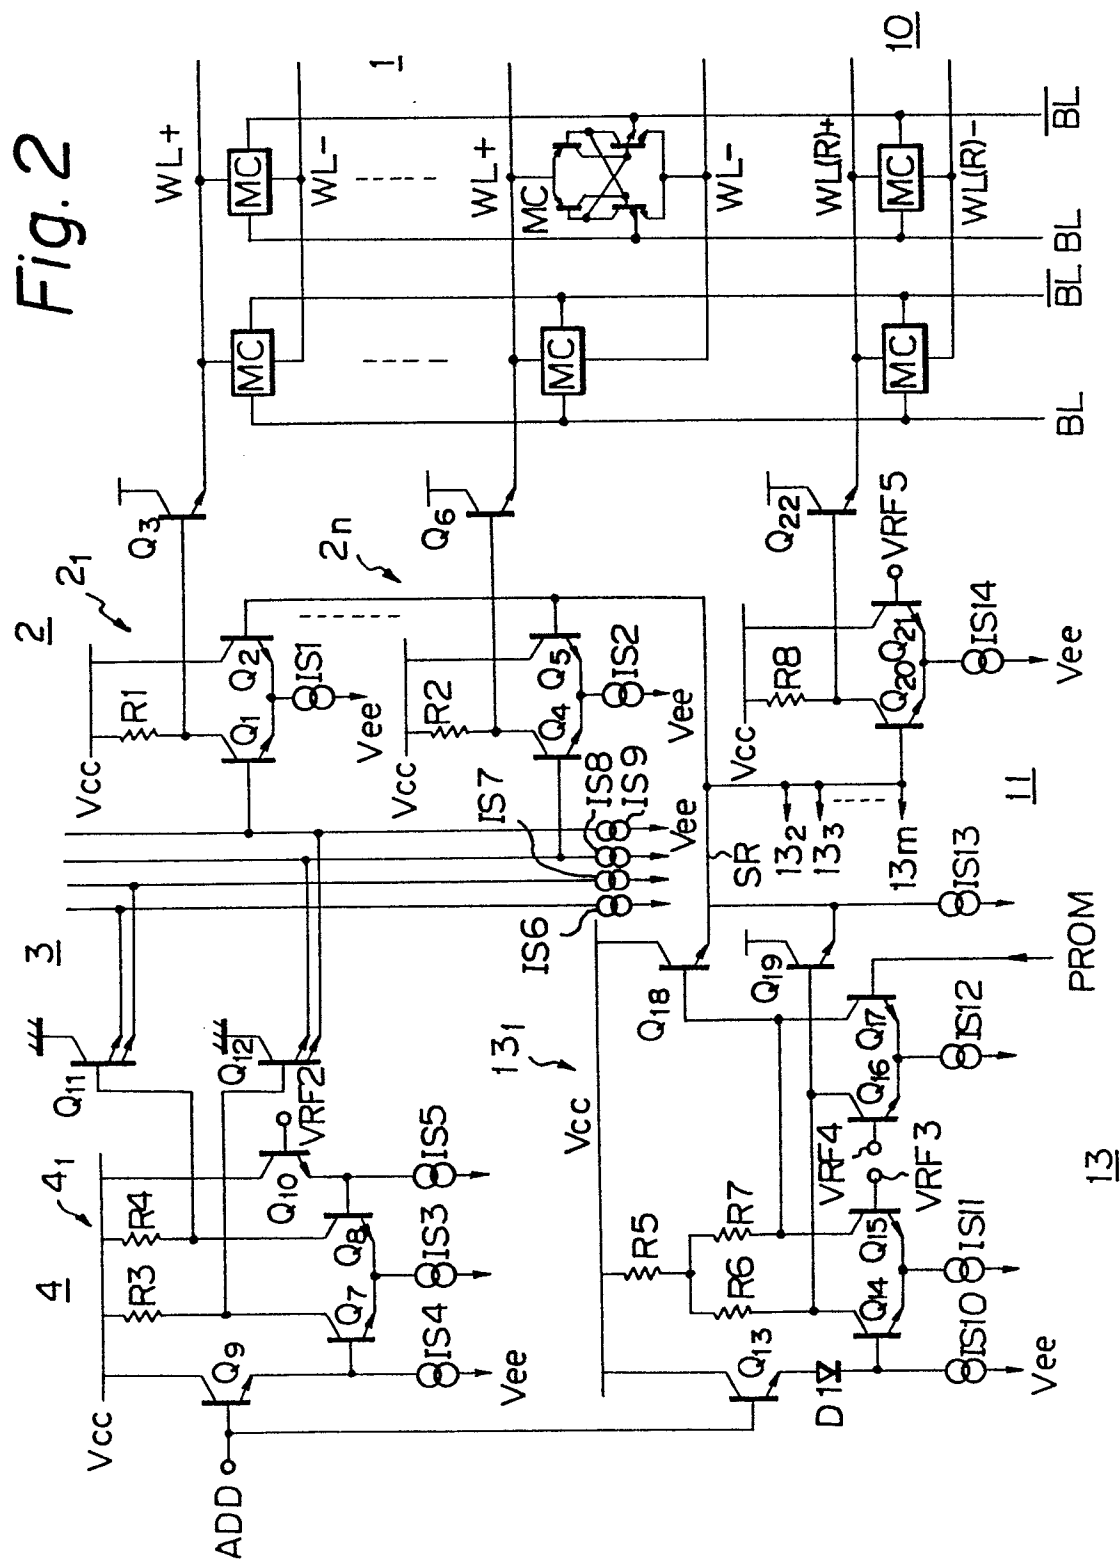 Fig. 2
WL+
WL−
WL+
WL−
WL(R)+
WL(R)−
1
10
MC
MC
MC
MC
MC
MC
BL
B̅L̅
BL
B̅L̅
2
2₁
2n
Vcc
R1
Q1
Q2
Q3
IS1
Vee
Vcc
R2
Q4
Q5
Q6
IS2
Vee
Vcc
R8
Q20
Q21
Q22
VRF5
IS14
Vee
3
IS6
IS7
IS8
IS9
Vee
Q11
Q12
4
4₁
Vcc
R3
R4
Q9
Q7
Q8
Q10
VRF2
IS4
IS3
IS5
Vee
ADD
13₁
Vcc
R5
R6
R7
Q13
D1
Q14
Q15
VRF3
VRF4
Q16
Q17
Q18
Q19
IS10
IS11
IS12
IS13
Vee
PROM
SR
13₂
13₃
13m
11
13